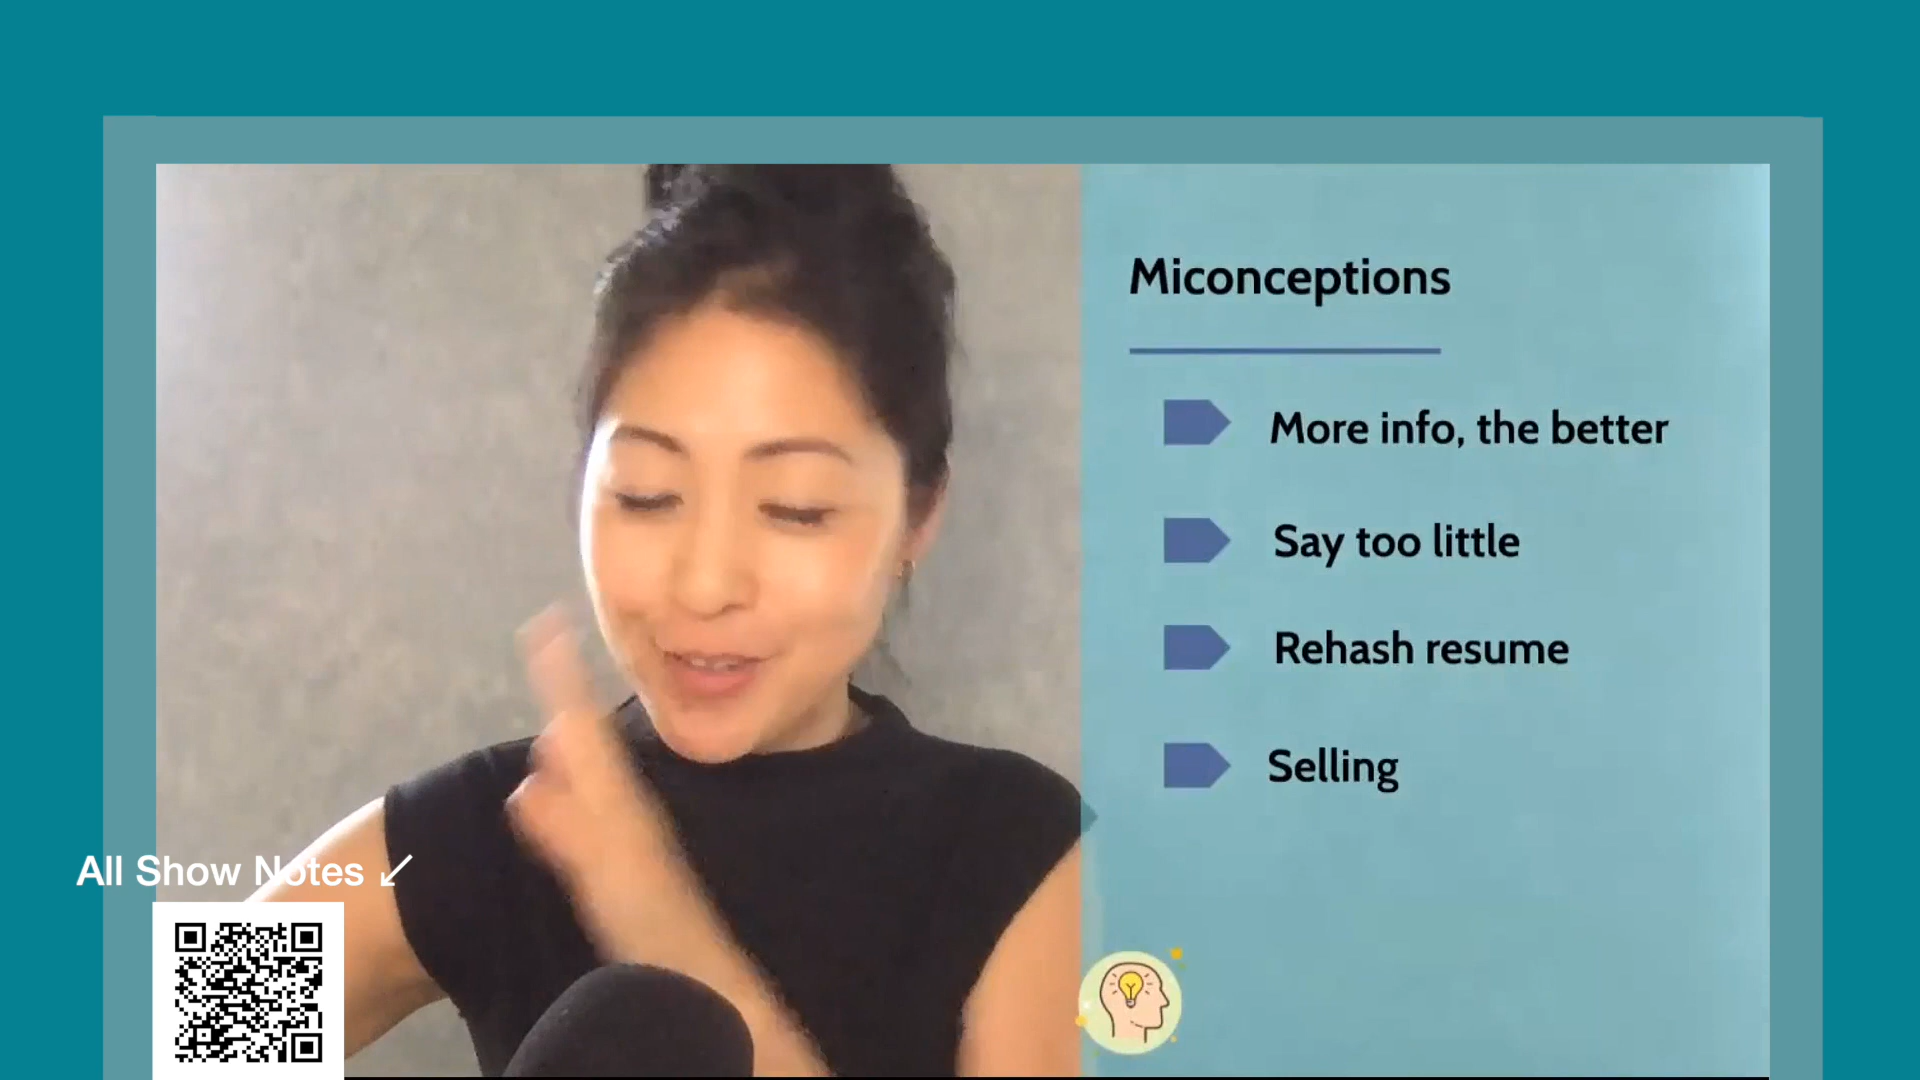 Miconceptions
More info, the better
Say too little
Rehash resume
Selling
All Show Notes ↙